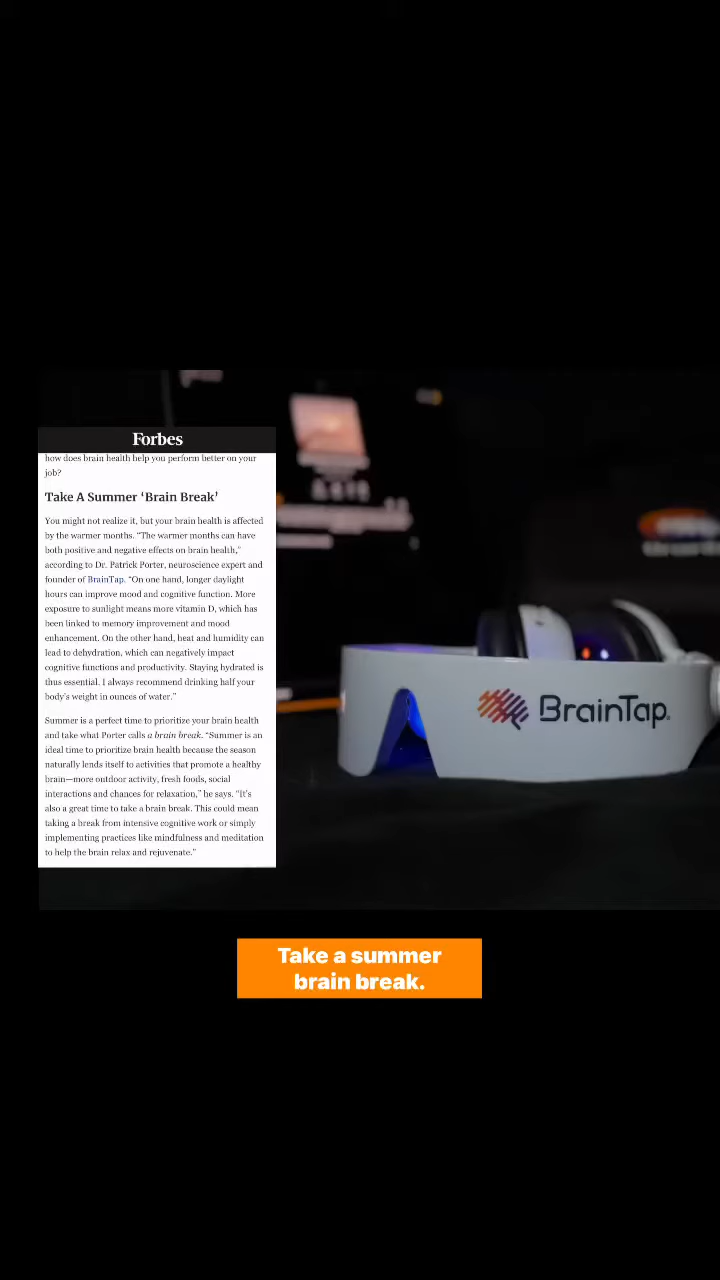 Forbes
how does brain health help you perform better on your
job?
Take A Summer ‘Brain Break’
You might not realize it, but your brain health is affected
by the warmer months. “The warmer months can have
both positive and negative effects on brain health,”
according to Dr. Patrick Porter, neuroscience expert and
founder of BrainTap. “On one hand, longer daylight
hours can improve mood and cognitive function. More
exposure to sunlight means more vitamin D, which has
been linked to memory improvement and mood
enhancement. On the other hand, heat and humidity can
lead to dehydration, which can negatively impact
cognitive functions and productivity. Staying hydrated is
thus essential. I always recommend drinking half your
body’s weight in ounces of water.”
Summer is a perfect time to prioritize your brain health
and take what Porter calls a brain break. “Summer is an
ideal time to prioritize brain health because the season
naturally lends itself to activities that promote a healthy
brain—more outdoor activity, fresh foods, social
interactions and chances for relaxation,” he says. “It’s
also a great time to take a brain break. This could mean
taking a break from intensive cognitive work or simply
implementing practices like mindfulness and meditation
to help the brain relax and rejuvenate.”
BrainTap
Take a summer
brain break.